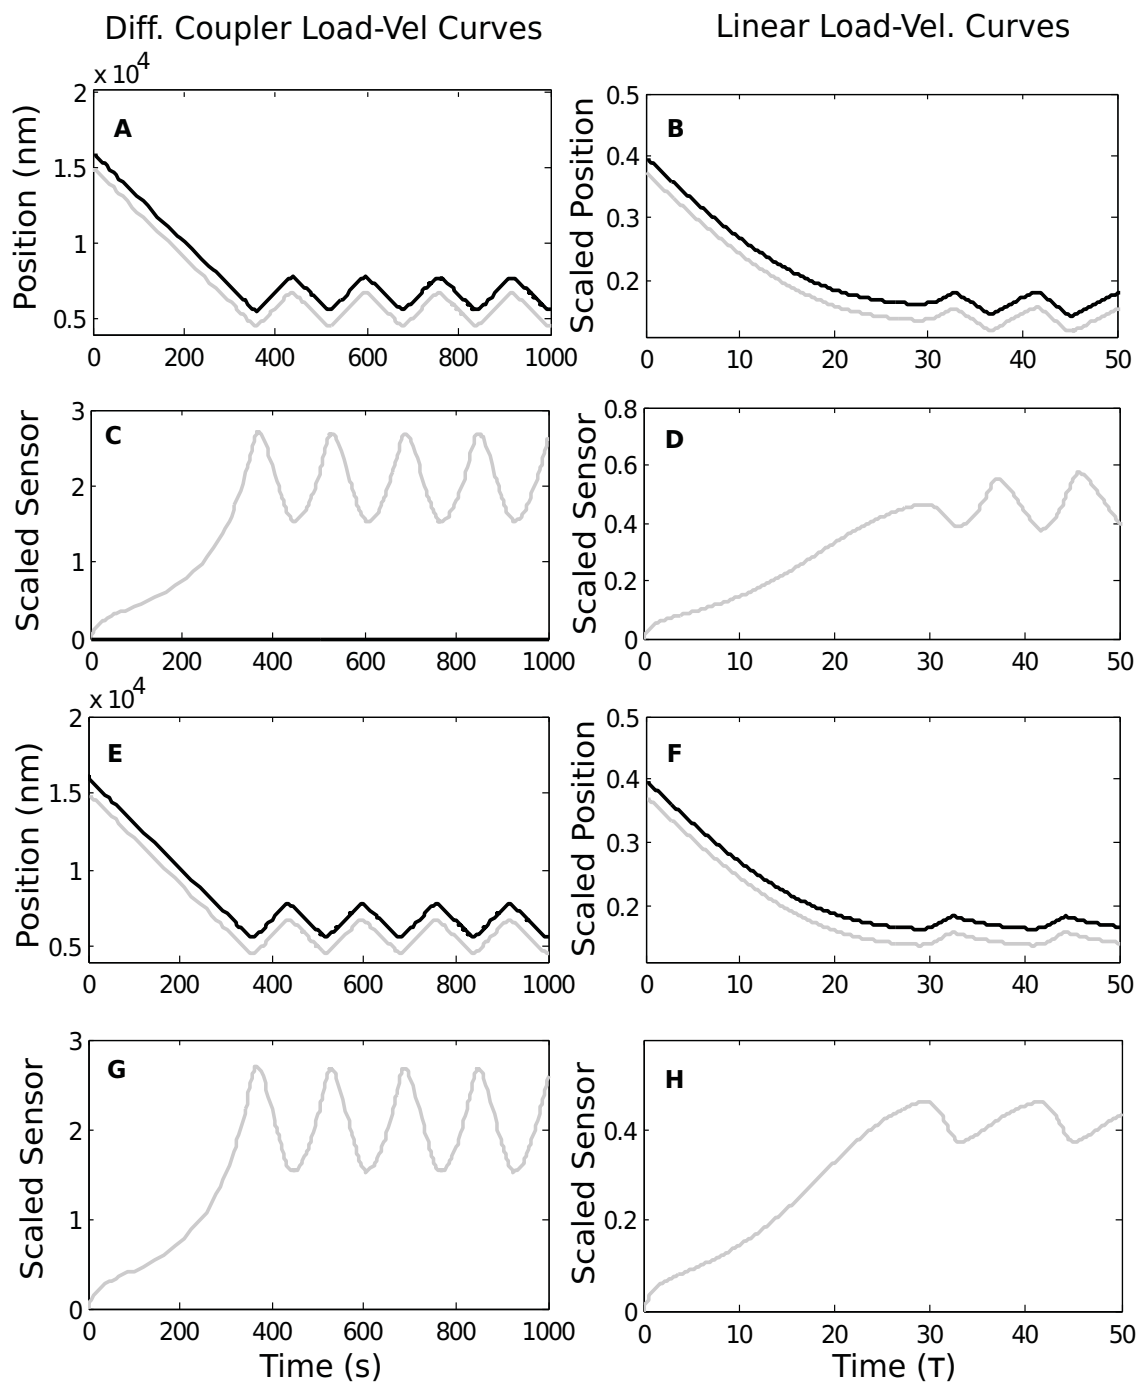 Diff. Coupler Load-Vel Curves
Linear Load-Vel. Curves
x 10^4
A
Position (nm)
2
1.5
1
0.5
0 200 400 600 800 1000
B
Scaled Position
0.5
0.4
0.3
0.2
0 10 20 30 40 50
C
Scaled Sensor
3
2
1
0
0 200 400 600 800 1000
D
Scaled Sensor
0.8
0.6
0.4
0.2
0
0 10 20 30 40 50
x 10^4
E
Position (nm)
2
1.5
1
0.5
0 200 400 600 800 1000
F
Scaled Position
0.5
0.4
0.3
0.2
0 10 20 30 40 50
G
Scaled Sensor
3
2
1
0
0 200 400 600 800 1000
Time (s)
H
Scaled Sensor
0.4
0.2
0
0 10 20 30 40 50
Time (τ)